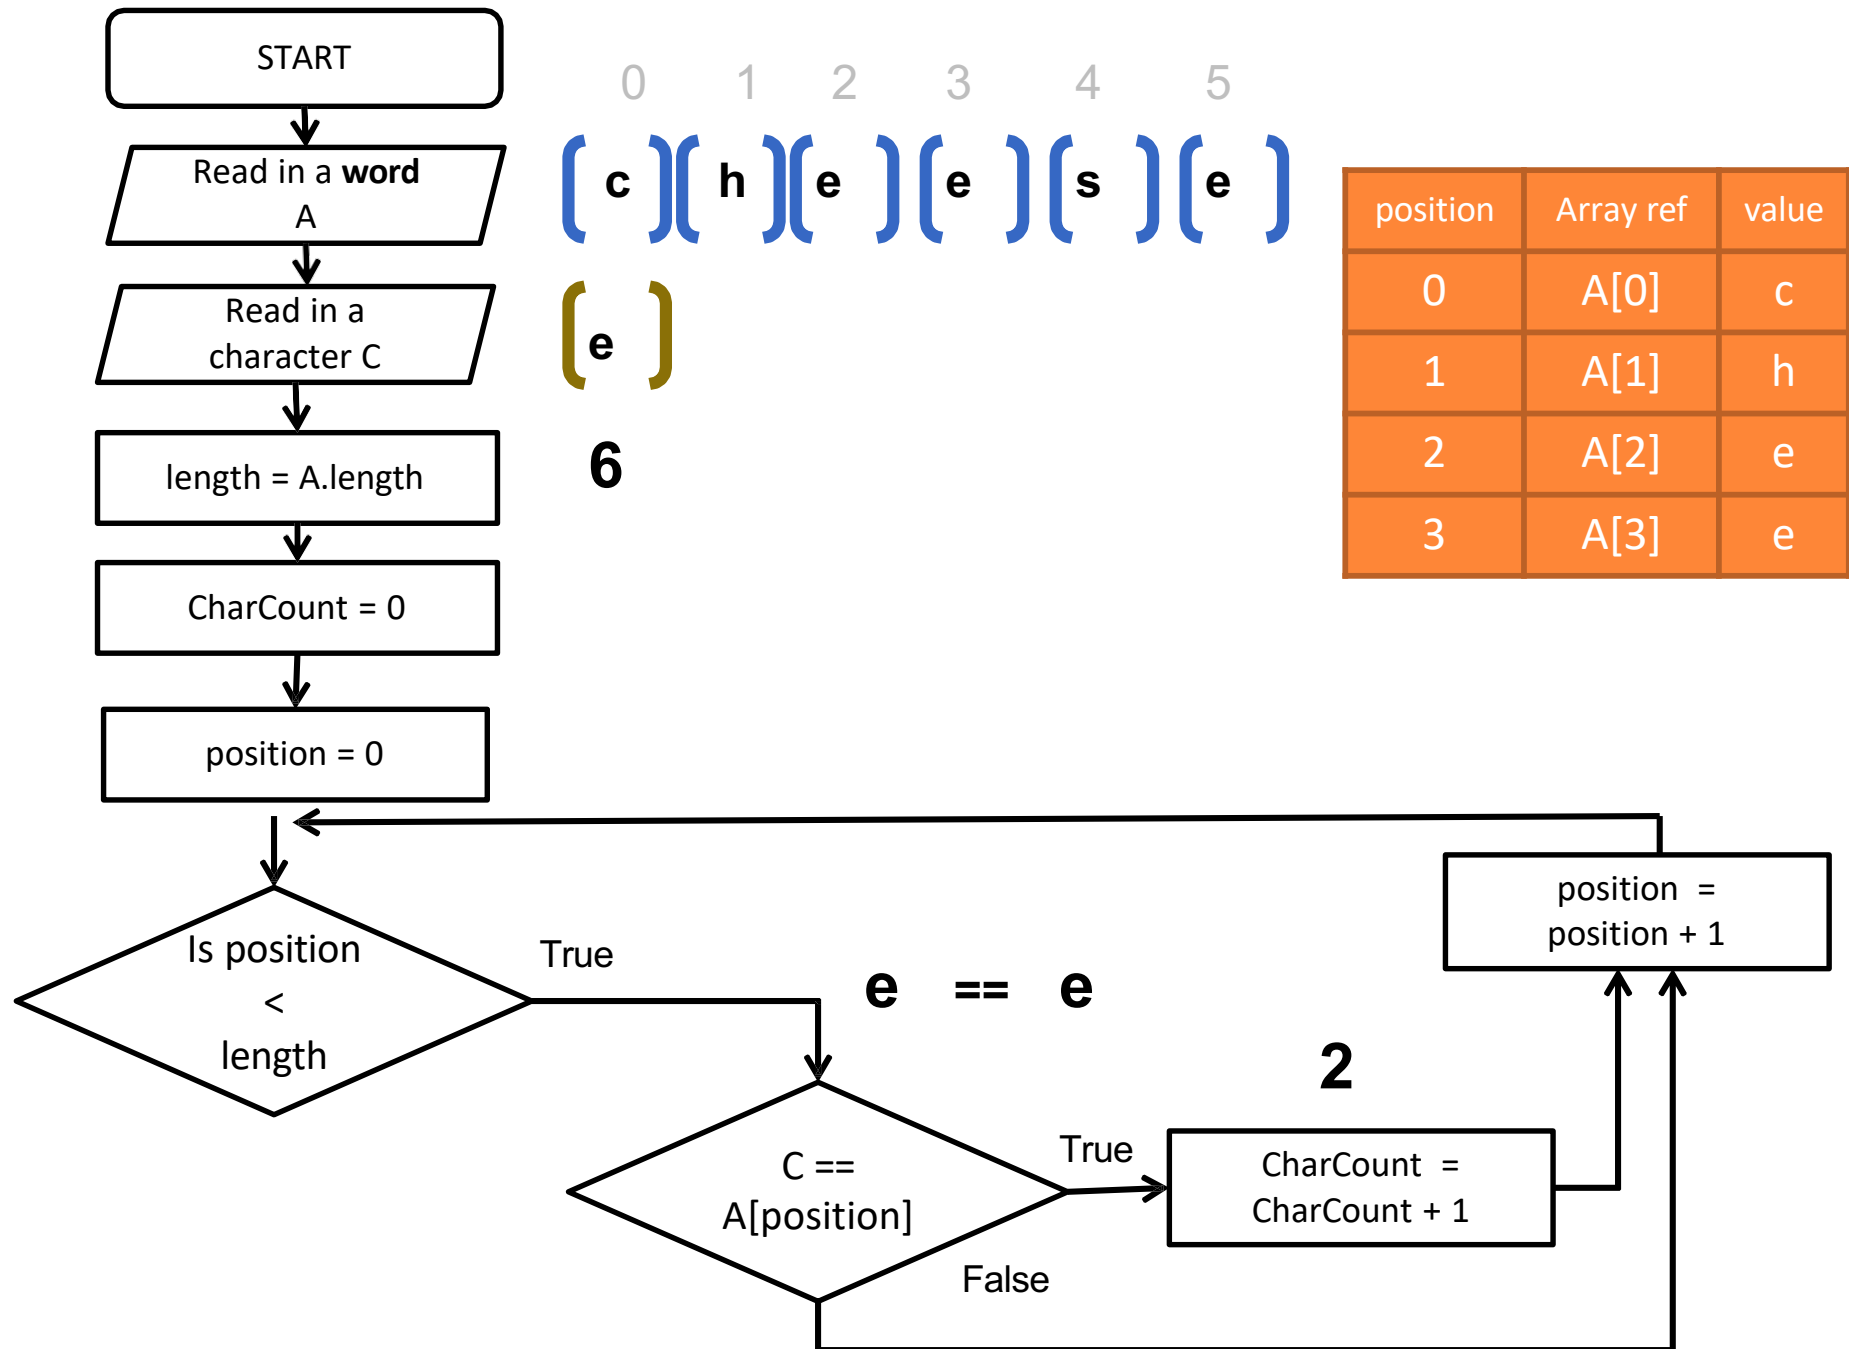 START
0 1 2 3 4 5
Read in a word
A
c h e e s e
Read in a
character C
e
length = A.length
6
CharCount = 0
position = 0
position Array ref value
0 A[0] c
1 A[1] h
2 A[2] e
3 A[3] e
Is position
<
length
True
e == e
C ==
A[position]
True
False
2
CharCount =
CharCount + 1
position =
position + 1